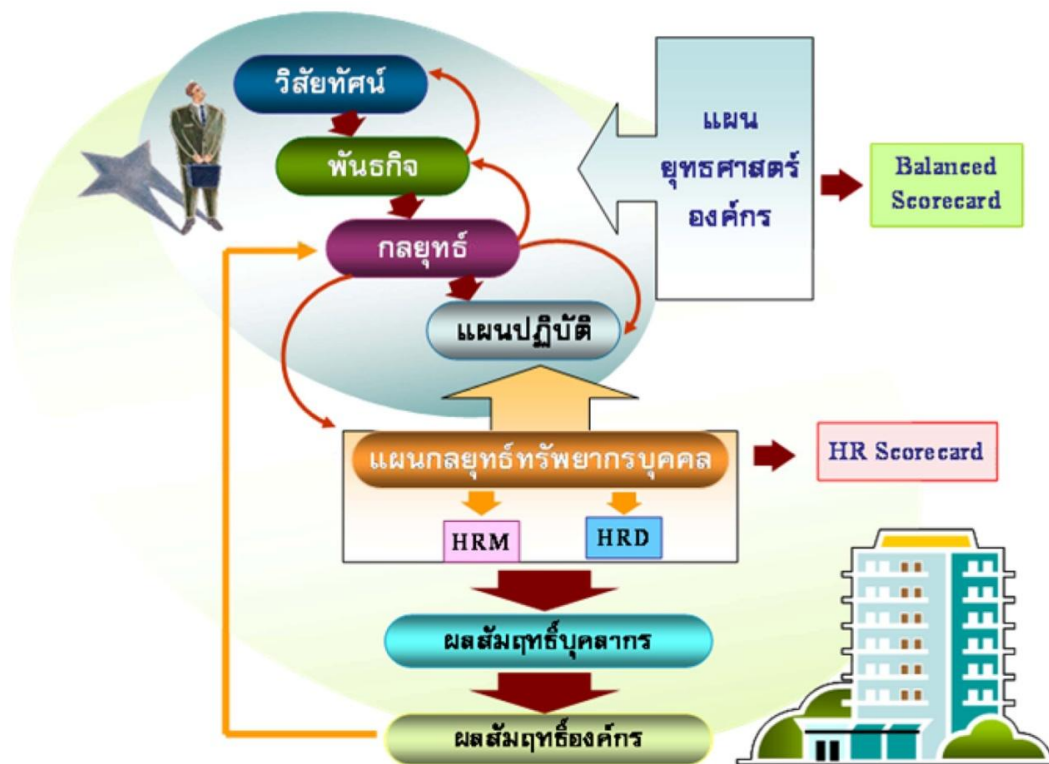 วิสัยทัศน์
พันธกิจ
กลยุทธ์
แผนปฏิบัติ
แผน
ยุทธศาสตร์
องค์กร
Balanced
Scorecard
แผนกลยุทธ์ทรัพยากรบุคคล
HR Scorecard
HRM
HRD
ผลสัมฤทธิ์บุคลากร
ผลสัมฤทธิ์องค์กร